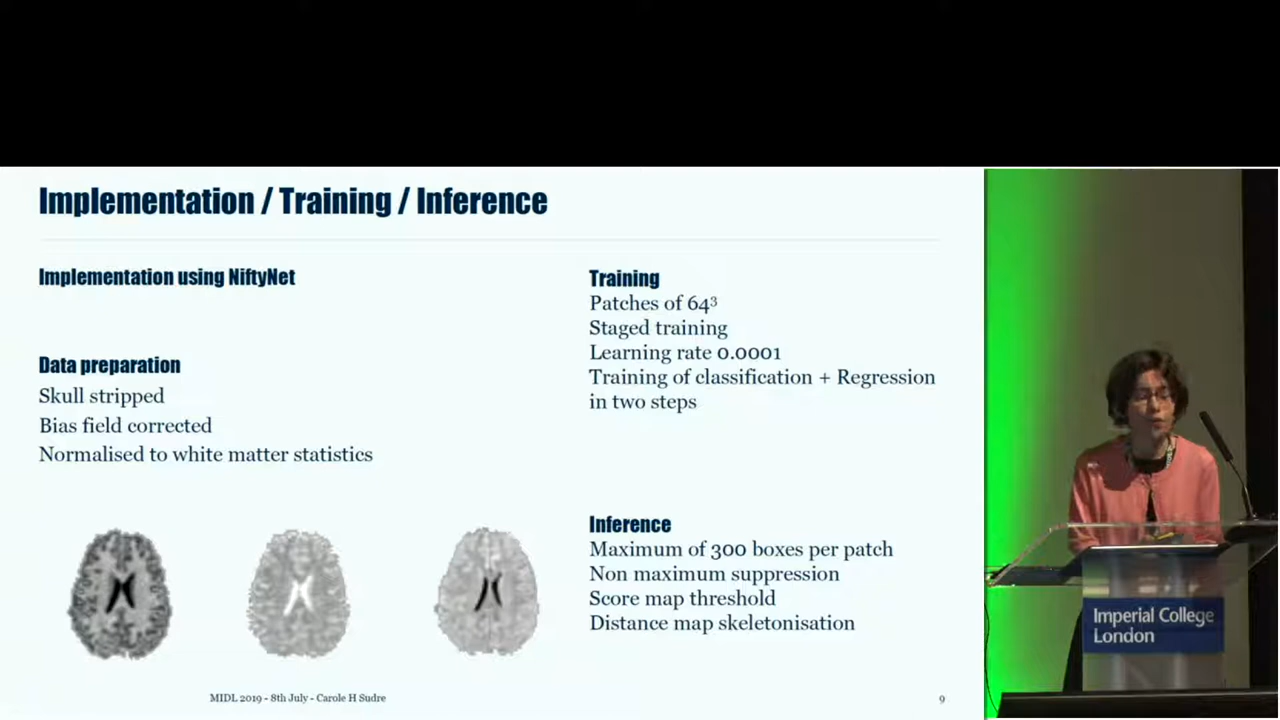 Implementation / Training / Inference
Implementation using NiftyNet
Data preparation
Skull stripped
Bias field corrected
Normalised to white matter statistics
Training
Patches of 64³
Staged training
Learning rate 0.0001
Training of classification + Regression
in two steps
Inference
Maximum of 300 boxes per patch
Non maximum suppression
Score map threshold
Distance map skeletonisation
MIDL 2019 - 8th July - Carole H Sudre
9
Imperial College
London